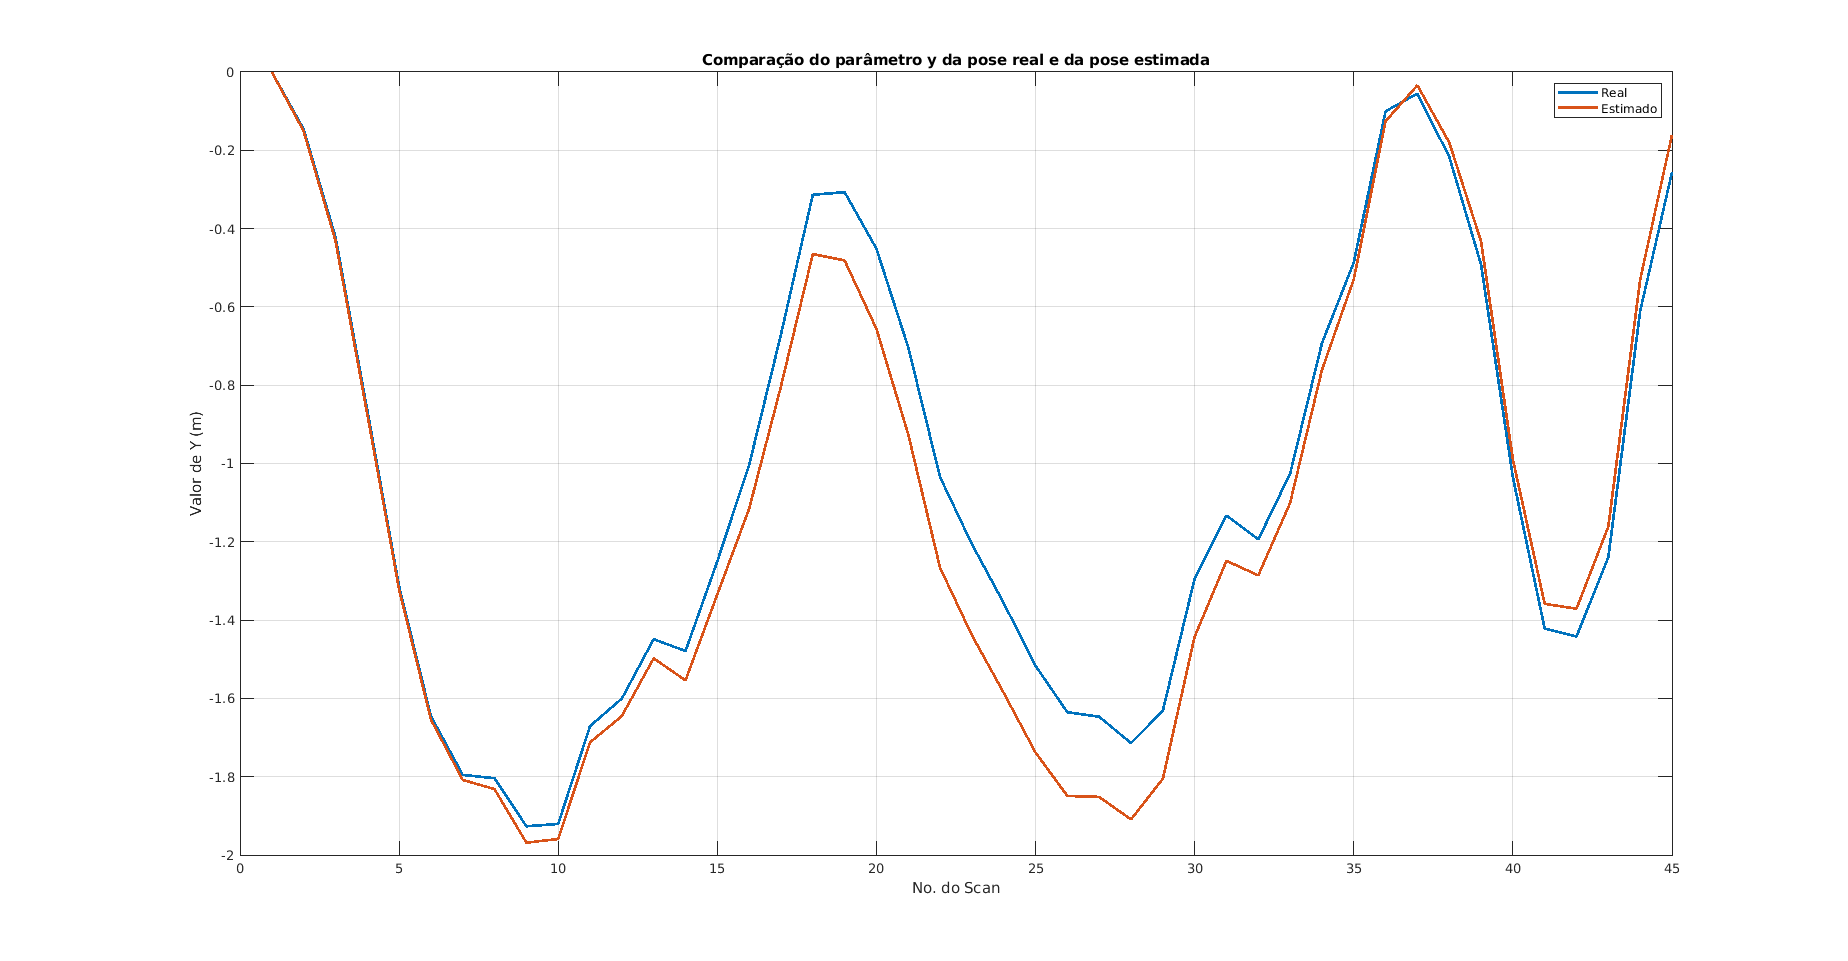 Comparação do parâmetro y da pose real e da pose estimada
Real
Estimado
0
-0.2
-0.4
-0.6
-0.8
-1
-1.2
-1.4
-1.6
-1.8
-2
Valor de Y (m)
0 5 10 15 20 25 30 35 40 45
No. do Scan